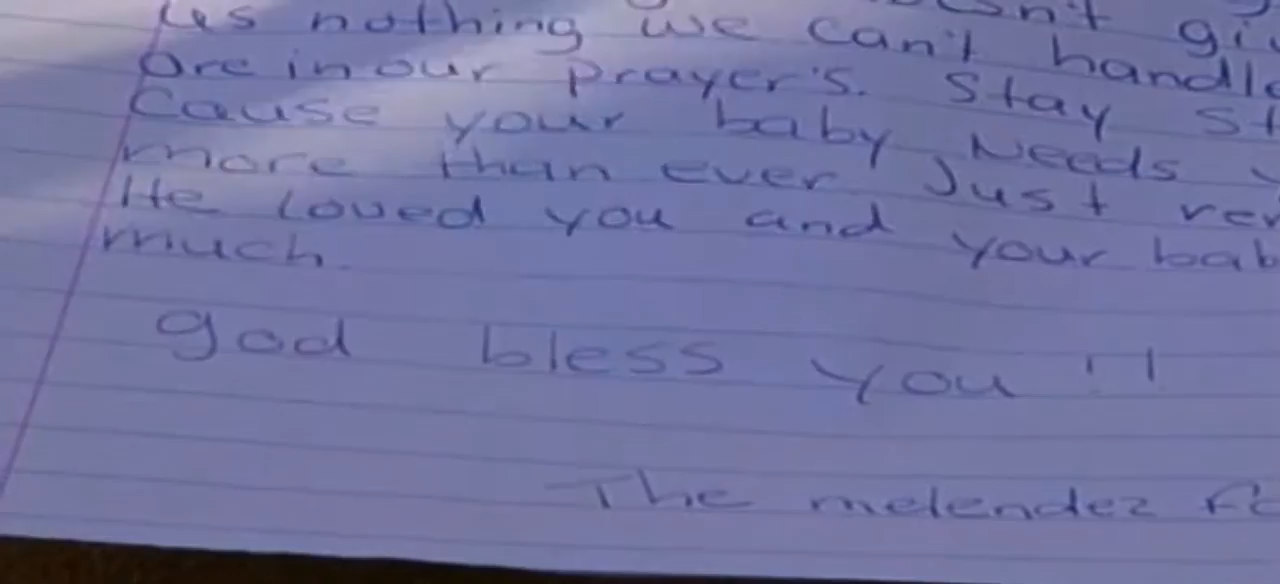 us nothing we can't handle
are in our prayer's. Stay
Cause your baby Needs
more than ever Just
He loved you and your
much.
god bless you !!
The melendez